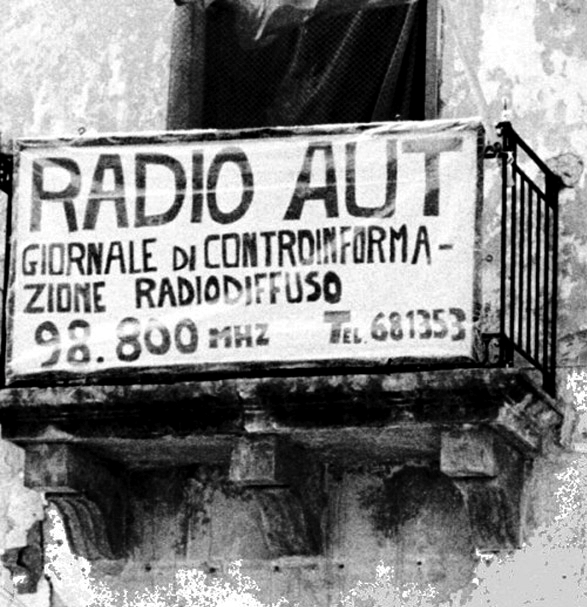 RADIO AUT
GIORNALE DI CONTROINFORMA-
ZIONE RADIODIFFUSO
98.800 MHZ TEL. 681353